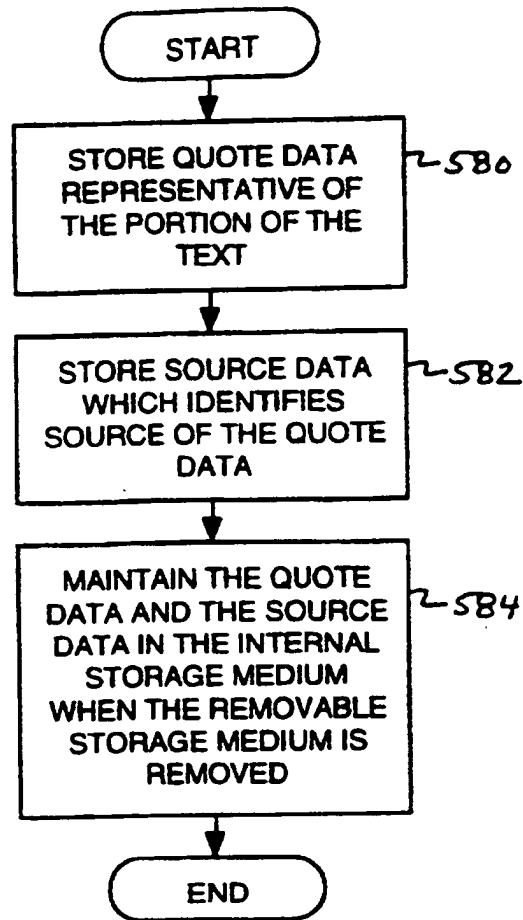 START
STORE QUOTE DATA
REPRESENTATIVE OF
THE PORTION OF THE
TEXT
580
STORE SOURCE DATA
WHICH IDENTIFIES
SOURCE OF THE QUOTE
DATA
582
MAINTAIN THE QUOTE
DATA AND THE SOURCE
DATA IN THE INTERNAL
STORAGE MEDIUM
WHEN THE REMOVABLE
STORAGE MEDIUM IS
REMOVED
584
END